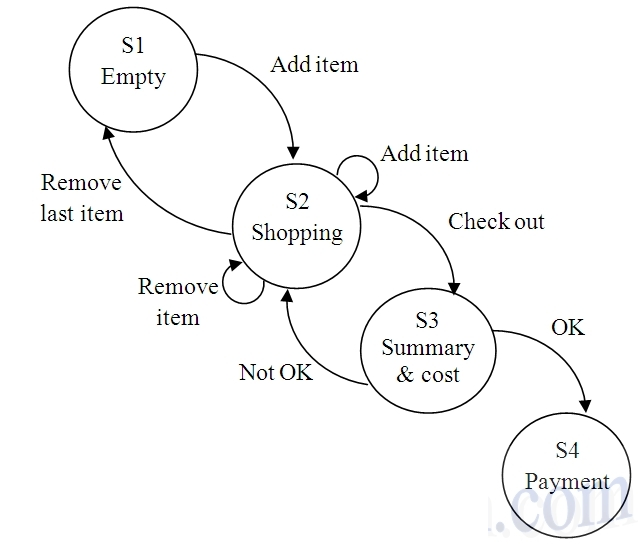 S1
Empty
Add item
Remove
last item
Add item
S2
Shopping
Check out
Remove
item
S3
Summary
& cost
OK
Not OK
S4
Payment
.com